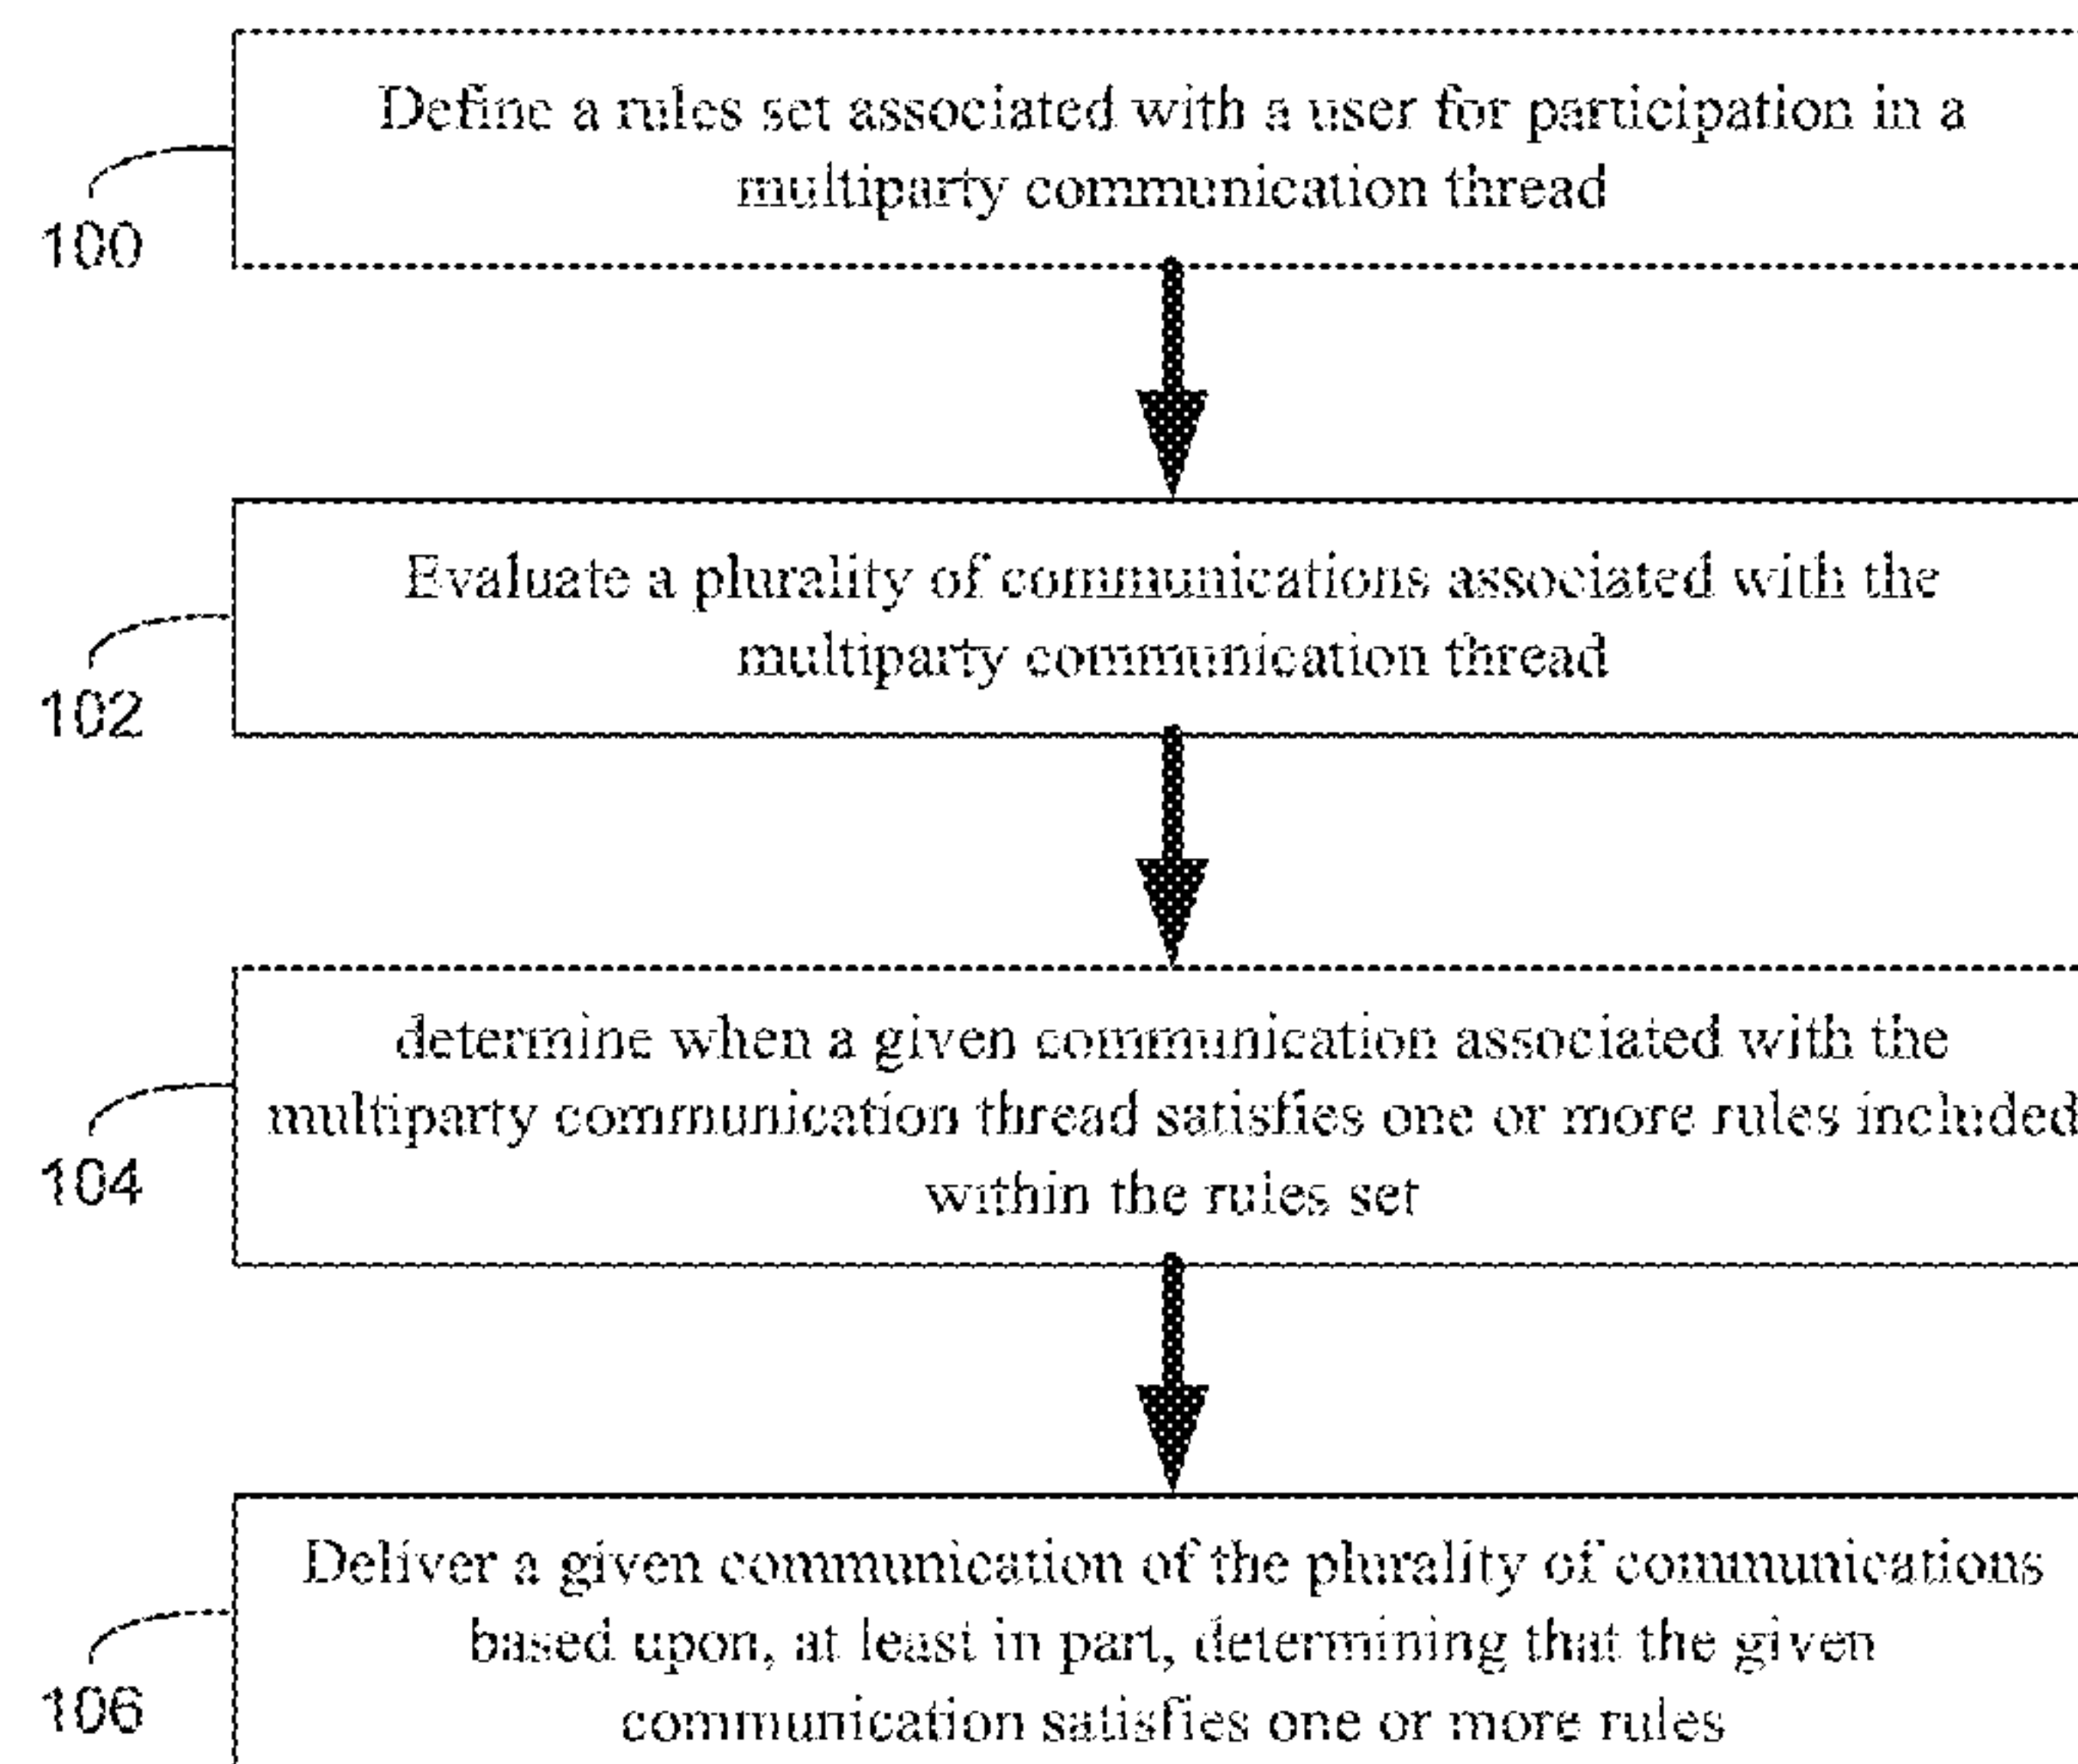 Define a rules set associated with a user for participation in a
multiparty communication thread
100
Evaluate a plurality of communications associated with the
multiparty communication thread
102
determine when a given communication associated with the
multiparty communication thread satisfies one or more rules included
within the rules set
104
Deliver a given communication of the plurality of communications
based upon, at least in part, determining that the given
communication satisfies one or more rules
106